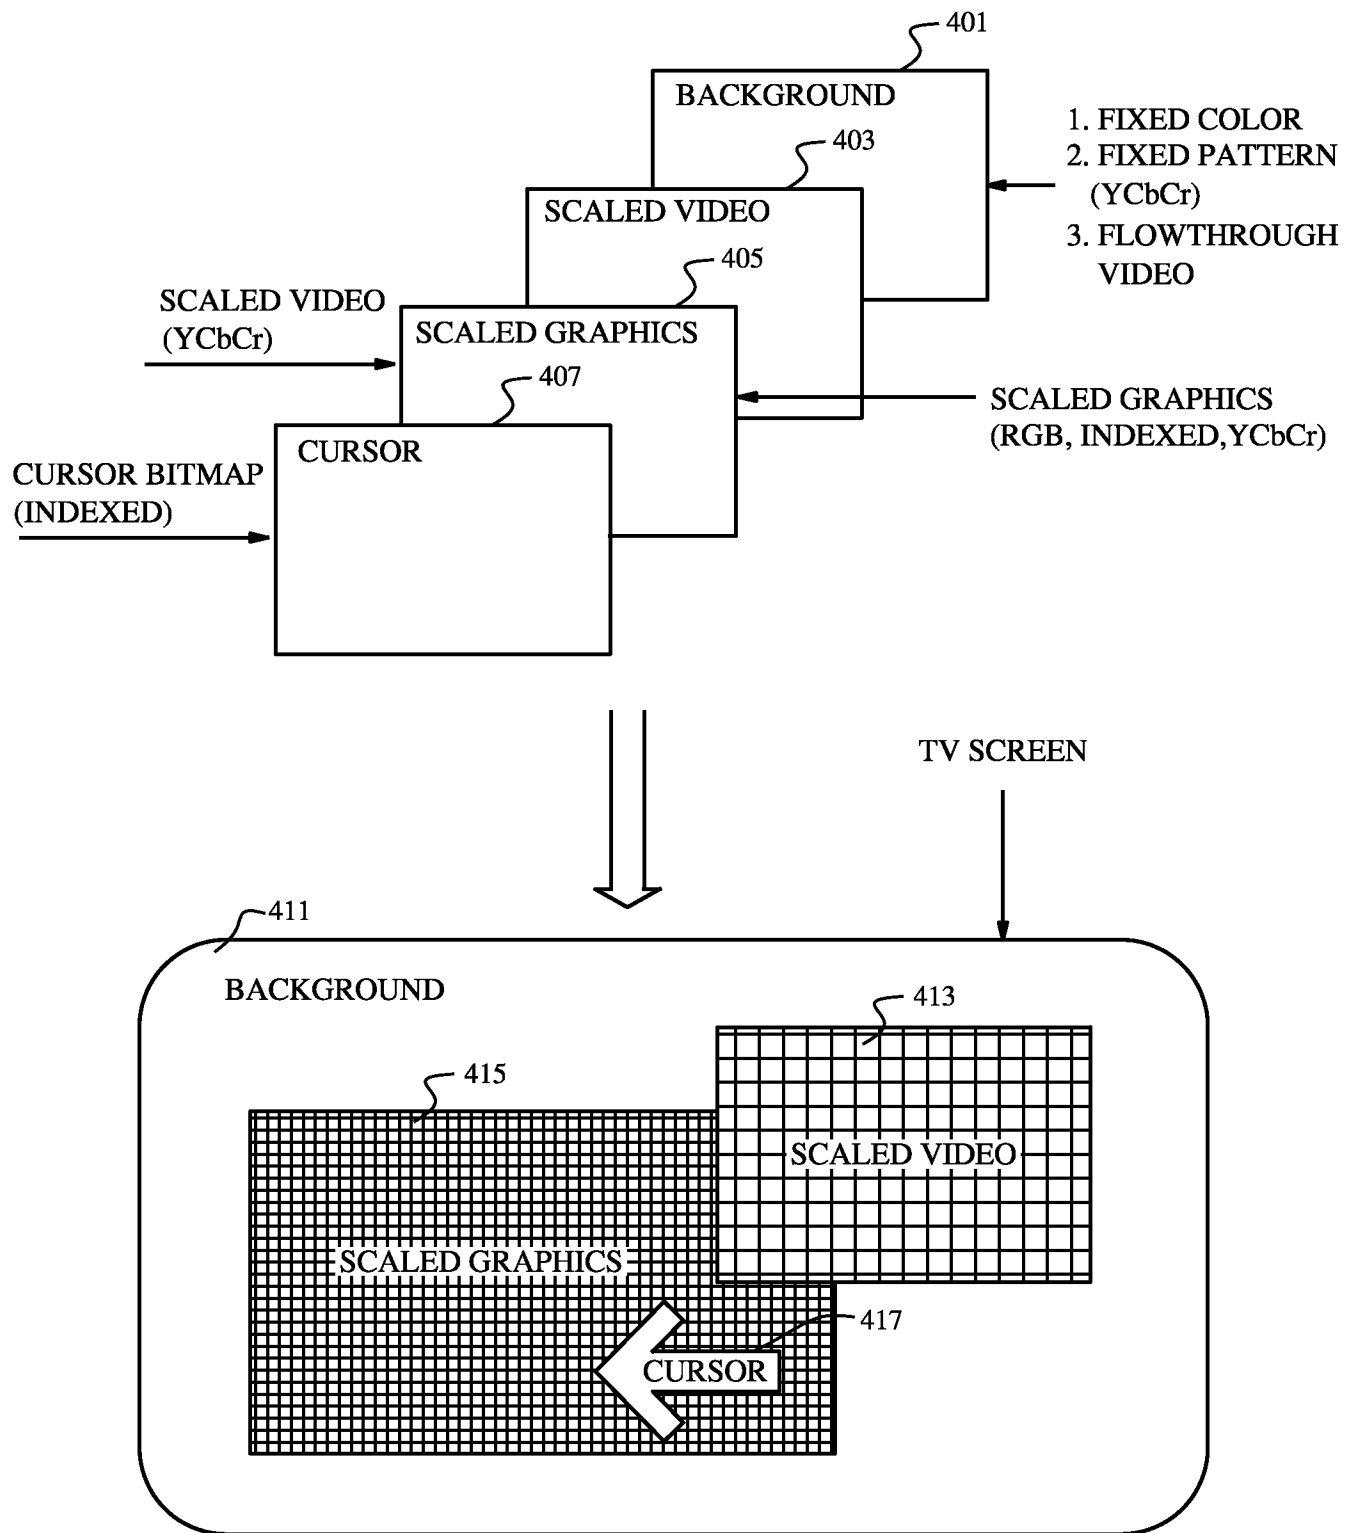 401
BACKGROUND
1. FIXED COLOR
2. FIXED PATTERN
(YCbCr)
3. FLOWTHROUGH
VIDEO
403
SCALED VIDEO
405
SCALED VIDEO
(YCbCr)
SCALED GRAPHICS
407
SCALED GRAPHICS
(RGB, INDEXED,YCbCr)
CURSOR
CURSOR BITMAP
(INDEXED)
TV SCREEN
411
BACKGROUND
413
415
SCALED VIDEO
SCALED GRAPHICS
417
CURSOR